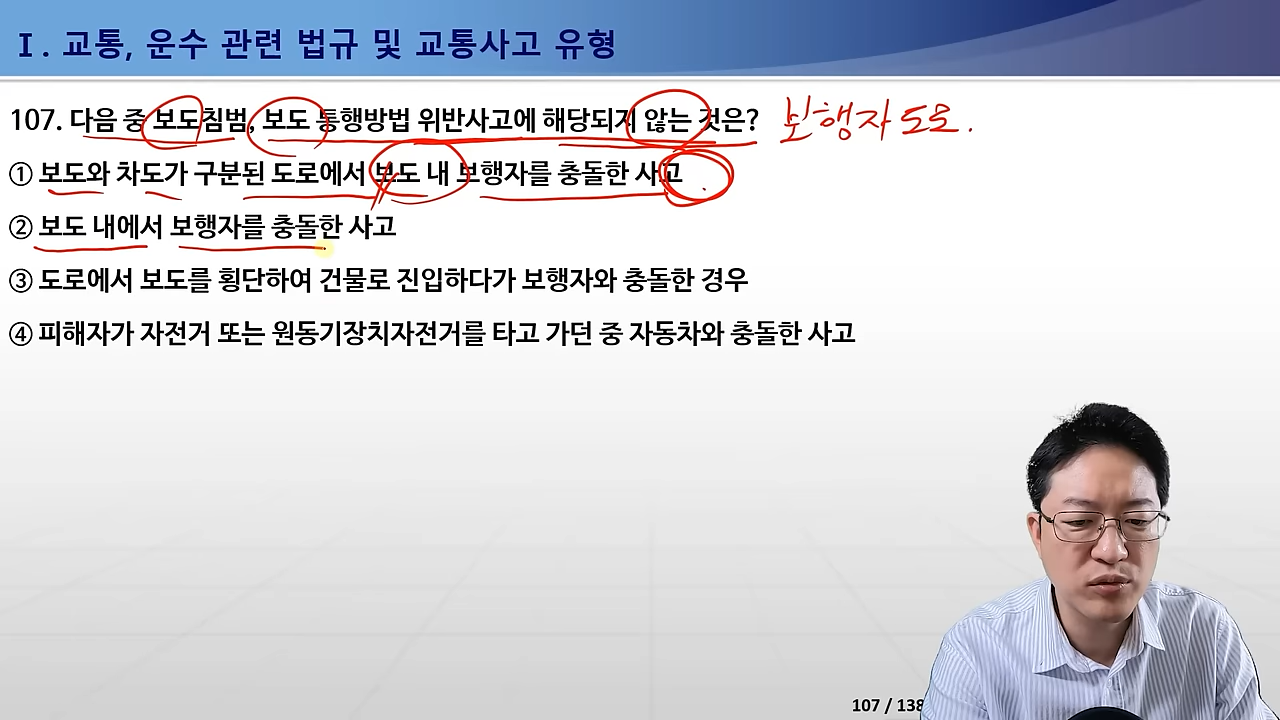 Ⅰ. 교통, 운수 관련 법규 및 교통사고 유형
107. 다음 중 보도침범, 보도 통행방법 위반사고에 해당되지 않는 것은? 보행자 도로.
① 보도와 차도가 구분된 도로에서 보도 내 보행자를 충돌한 사고
② 보도 내에서 보행자를 충돌한 사고
③ 도로에서 보도를 횡단하여 건물로 진입하다가 보행자와 충돌한 경우
④ 피해자가 자전거 또는 원동기장치자전거를 타고 가던 중 자동차와 충돌한 사고
107 / 138